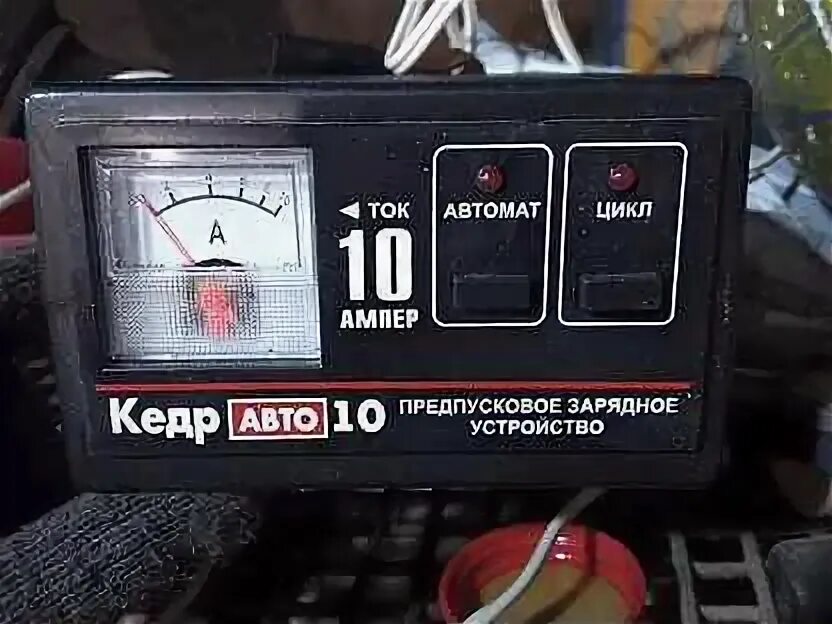 А
◄ ТОК
10
АМПЕР
АВТОМАТ
ЦИКЛ
Кедр АВТО 10
ПРЕДПУСКОВОЕ ЗАРЯДНОЕ
УСТРОЙСТВО